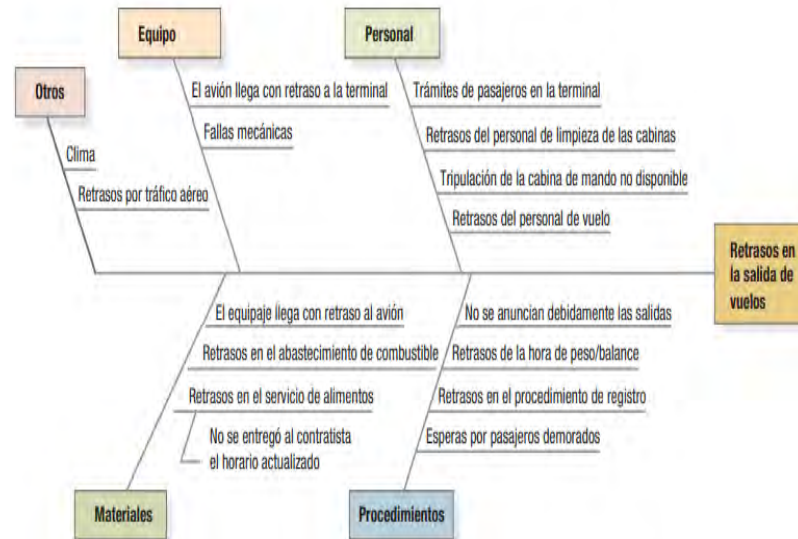 Equipo
Personal
Otros
El avión llega con retraso a la terminal
Fallas mecánicas
Trámites de pasajeros en la terminal
Retrasos del personal de limpieza de las cabinas
Tripulación de la cabina de mando no disponible
Retrasos del personal de vuelo
Clima
Retrasos por tráfico aéreo
Retrasos en
la salida de
vuelos
El equipaje llega con retraso al avión
Retrasos en el abastecimiento de combustible
Retrasos en el servicio de alimentos
No se entregó al contratista
el horario actualizado
No se anuncian debidamente las salidas
Retrasos de la hora de peso/balance
Retrasos en el procedimiento de registro
Esperas por pasajeros demorados
Materiales
Procedimientos